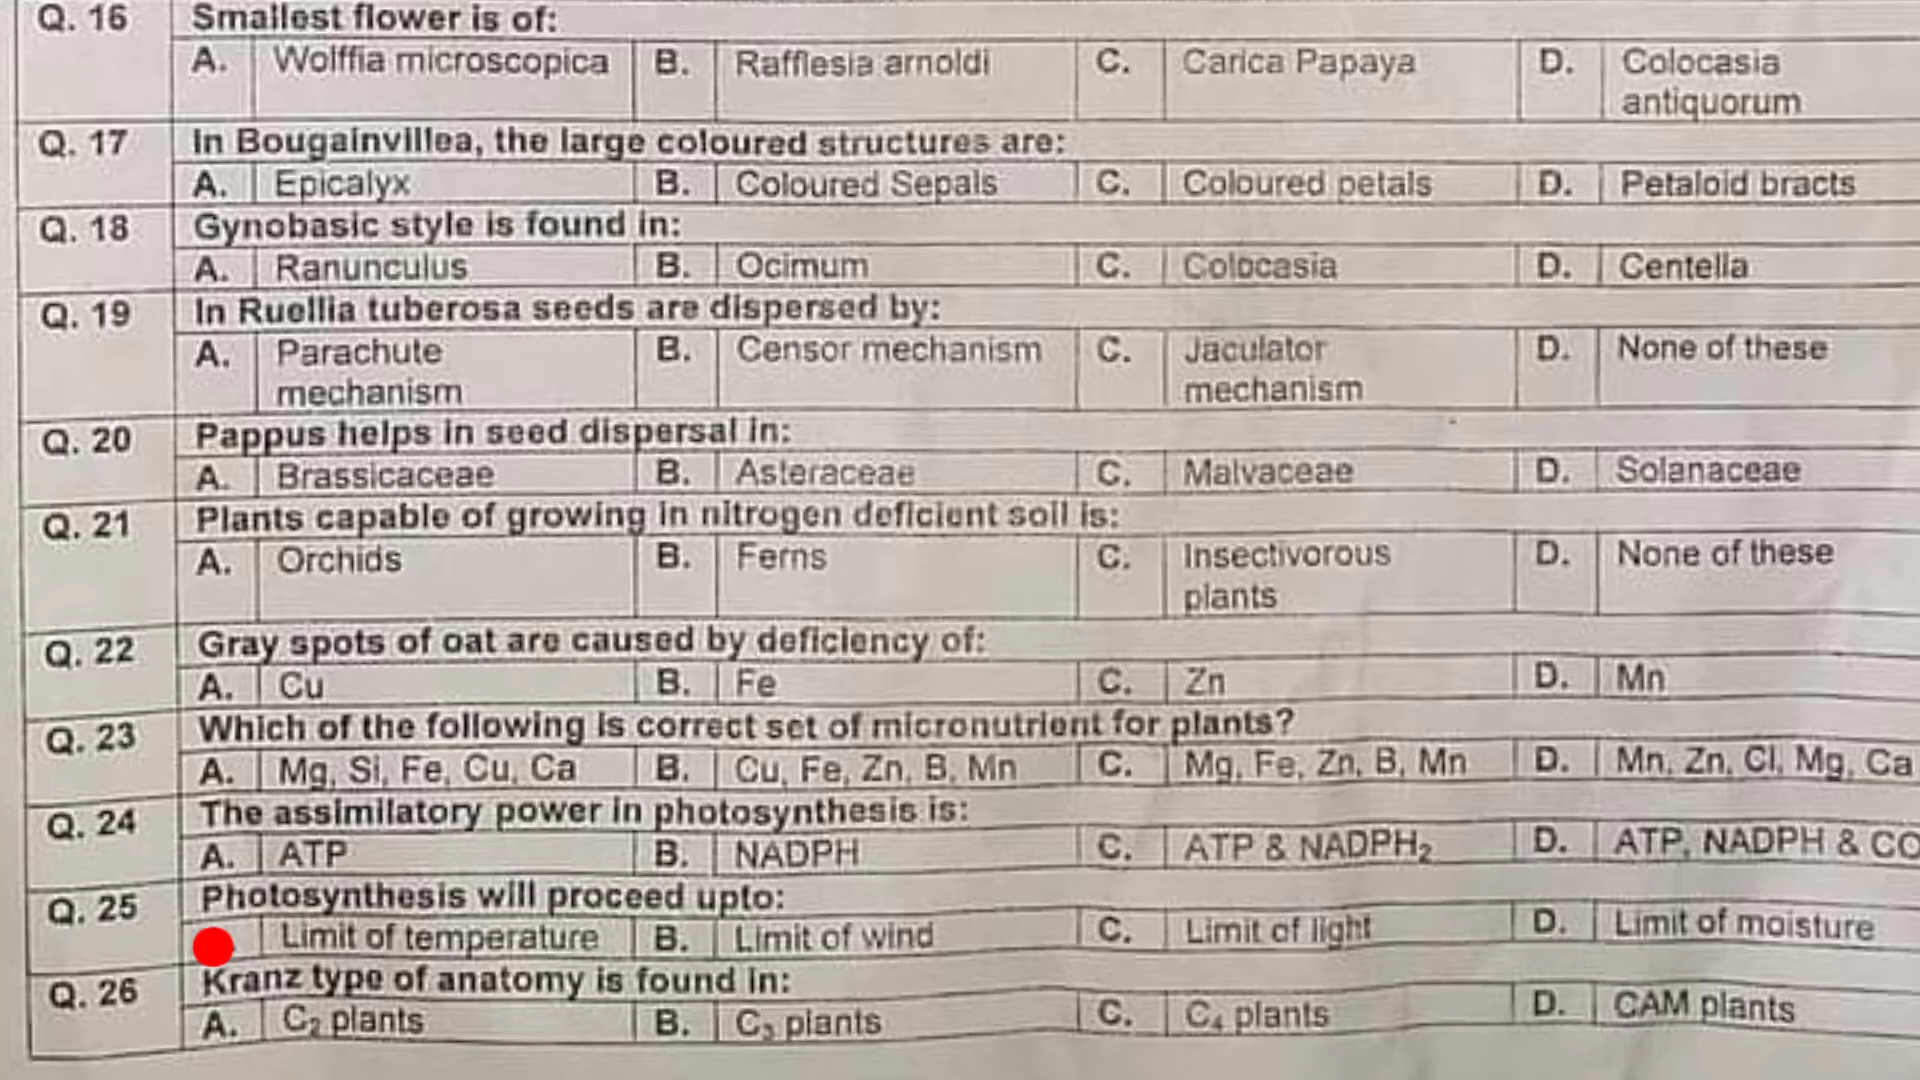 Q. 16 Smallest flower is of:
A. Wolffia microscopica B. Rafflesia arnoldi C. Carica Papaya D. Colocasia
antiquorum
Q. 17 In Bougainvillea, the large coloured structures are:
A. Epicalyx B. Coloured Sepals C. Coloured petals D. Petaloid bracts
Q. 18 Gynobasic style is found in:
A. Ranunculus B. Ocimum C. Colocasia D. Centella
Q. 19 In Ruellia tuberosa seeds are dispersed by:
A. Parachute B. Censor mechanism C. Jaculator D. None of these
mechanism mechanism
Q. 20 Pappus helps in seed dispersal in:
A. Brassicaceae B. Asteraceae C. Malvaceae D. Solanaceae
Q. 21 Plants capable of growing in nitrogen deficient soil is:
A. Orchids B. Ferns C. Insectivorous D. None of these
plants
Q. 22 Gray spots of oat are caused by deficiency of:
A. Cu B. Fe C. Zn D. Mn
Q. 23 Which of the following is correct set of micronutrient for plants?
A. Mg, Si, Fe, Cu, Ca B. Cu, Fe, Zn, B, Mn C. Mg, Fe, Zn, B, Mn D. Mn, Zn, Cl, Mg, Ca
Q. 24 The assimilatory power in photosynthesis is:
A. ATP B. NADPH C. ATP & NADPH₂ D. ATP, NADPH & CO
Q. 25 Photosynthesis will proceed upto:
Limit of temperature B. Limit of wind C. Limit of light D. Limit of moisture
Q. 26 Kranz type of anatomy is found in:
A. C₂ plants B. C₃ plants C. C₄ plants D. CAM plants